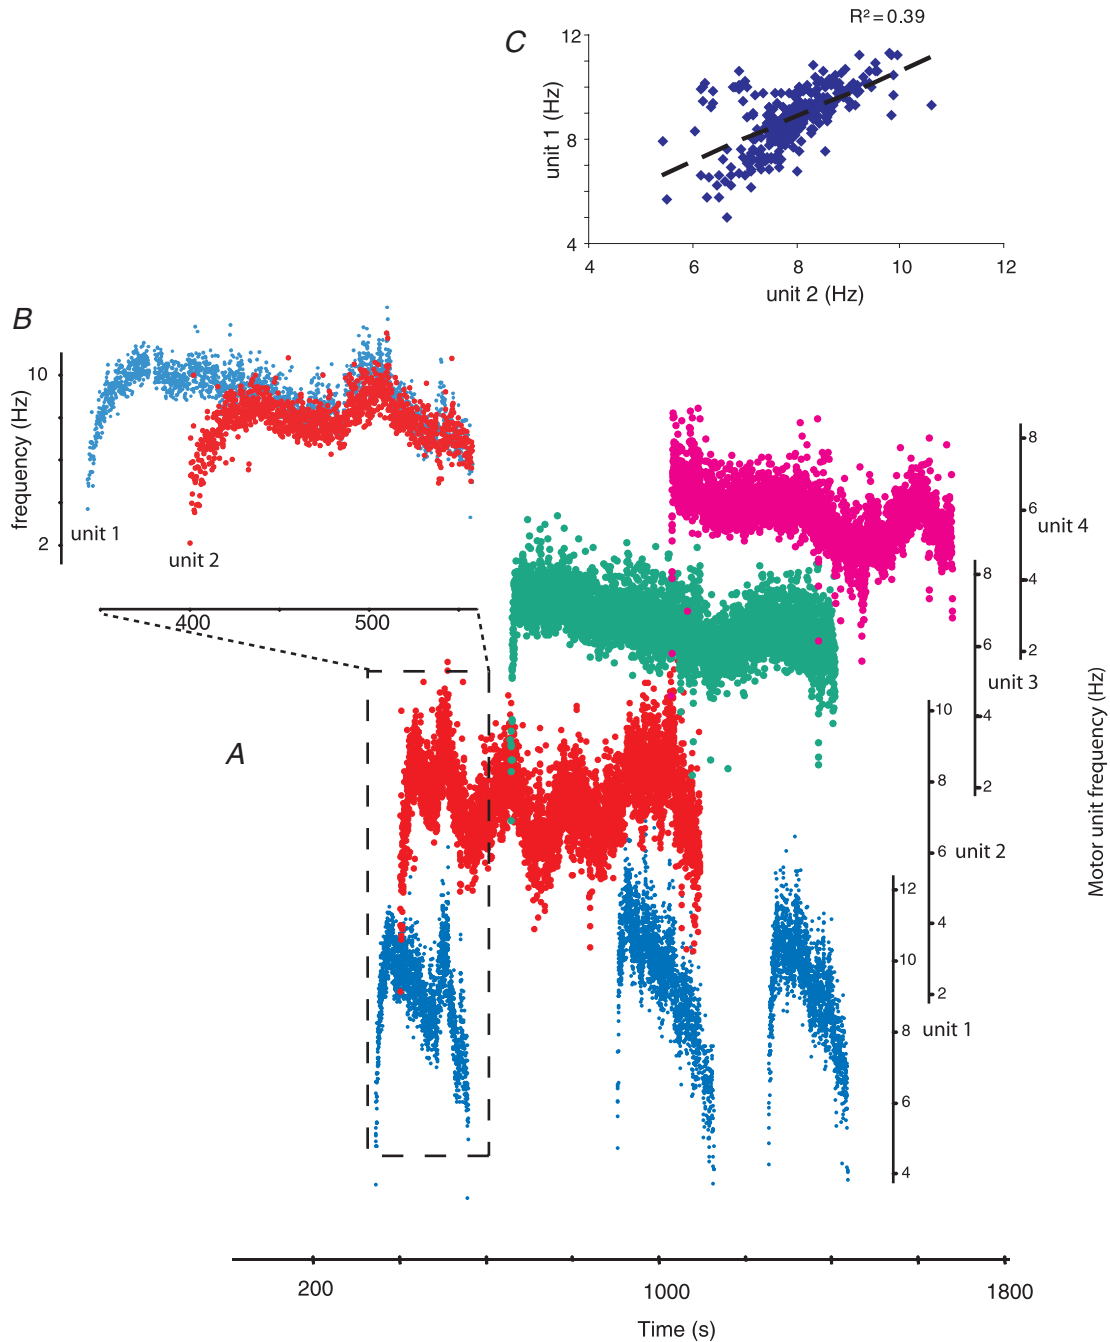 R² = 0.39
C
12
unit 1 (Hz)
8
4
4 6 8 10 12
unit 2 (Hz)
B
10
frequency (Hz)
2
unit 1
unit 2
400 500
A
8
6
unit 4
4
2
8
6
unit 3
4
2
10
8
6
unit 2
4
2
12
10
8
unit 1
6
4
Motor unit frequency (Hz)
200 1000 1800
Time (s)